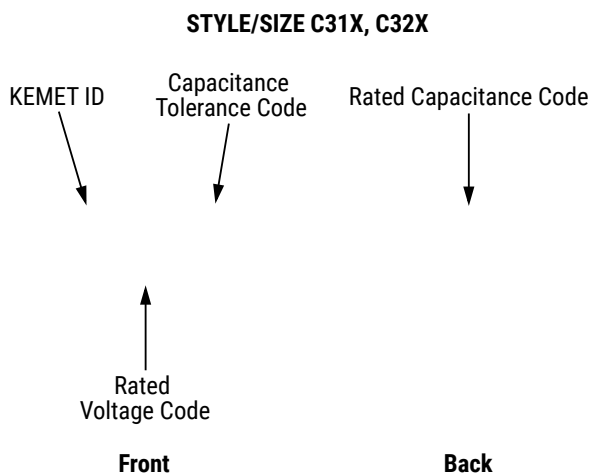 STYLE/SIZE C31X, C32X
KEMET ID
Capacitance
Tolerance Code
Rated Capacitance Code
Rated
Voltage Code
Front
Back